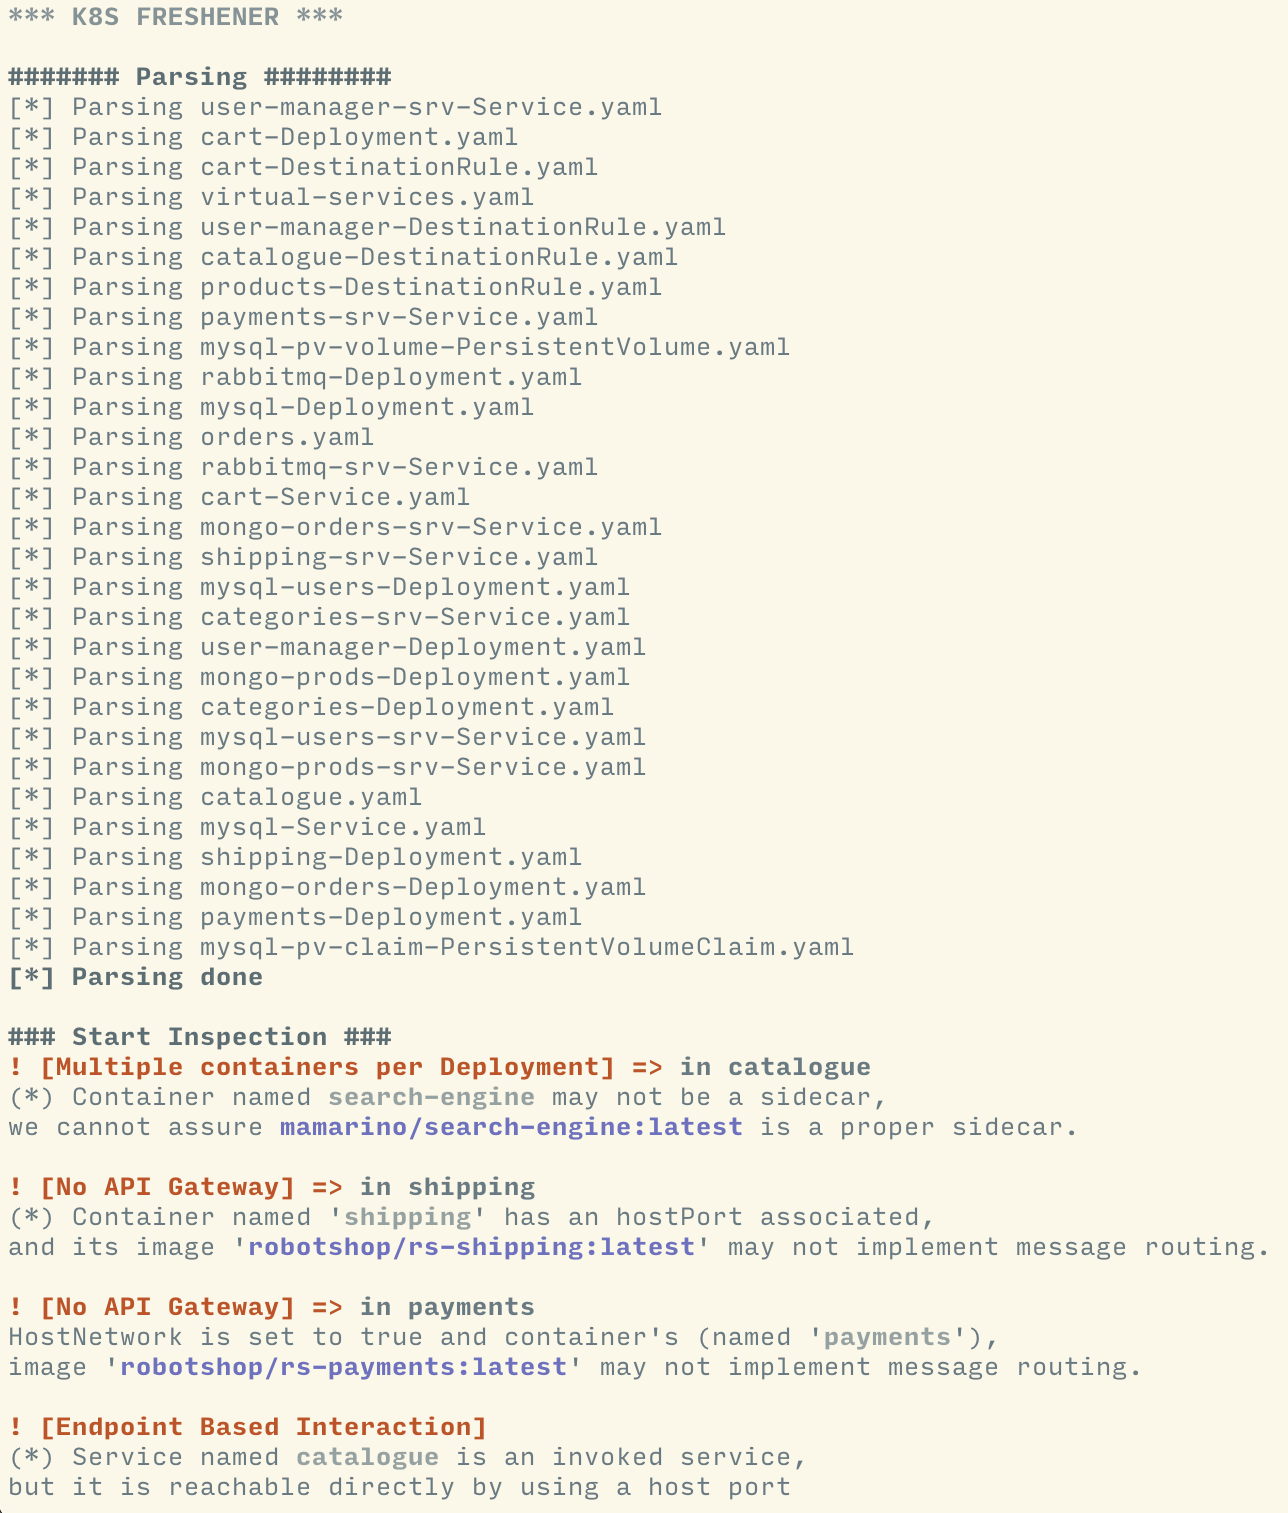 *** K8S FRESHENER ***
####### Parsing ########
[*] Parsing user-manager-srv-Service.yaml
[*] Parsing cart-Deployment.yaml
[*] Parsing cart-DestinationRule.yaml
[*] Parsing virtual-services.yaml
[*] Parsing user-manager-DestinationRule.yaml
[*] Parsing catalogue-DestinationRule.yaml
[*] Parsing products-DestinationRule.yaml
[*] Parsing payments-srv-Service.yaml
[*] Parsing mysql-pv-volume-PersistentVolume.yaml
[*] Parsing rabbitmq-Deployment.yaml
[*] Parsing mysql-Deployment.yaml
[*] Parsing orders.yaml
[*] Parsing rabbitmq-srv-Service.yaml
[*] Parsing cart-Service.yaml
[*] Parsing mongo-orders-srv-Service.yaml
[*] Parsing shipping-srv-Service.yaml
[*] Parsing mysql-users-Deployment.yaml
[*] Parsing categories-srv-Service.yaml
[*] Parsing user-manager-Deployment.yaml
[*] Parsing mongo-prods-Deployment.yaml
[*] Parsing categories-Deployment.yaml
[*] Parsing mysql-users-srv-Service.yaml
[*] Parsing mongo-prods-srv-Service.yaml
[*] Parsing catalogue.yaml
[*] Parsing mysql-Service.yaml
[*] Parsing shipping-Deployment.yaml
[*] Parsing mongo-orders-Deployment.yaml
[*] Parsing payments-Deployment.yaml
[*] Parsing mysql-pv-claim-PersistentVolumeClaim.yaml
[*] Parsing done
### Start Inspection ###
! [Multiple containers per Deployment] => in catalogue
(*) Container named search-engine may not be a sidecar,
we cannot assure mamarino/search-engine:latest is a proper sidecar.
! [No API Gateway] => in shipping
(*) Container named 'shipping' has an hostPort associated,
and its image 'robotshop/rs-shipping:latest' may not implement message routing.
! [No API Gateway] => in payments
HostNetwork is set to true and container's (named 'payments'),
image 'robotshop/rs-payments:latest' may not implement message routing.
! [Endpoint Based Interaction]
(*) Service named catalogue is an invoked service,
but it is reachable directly by using a host port